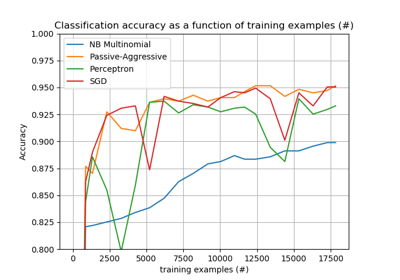 Classification accuracy as a function of training examples (#)
1.000
0.975
0.950
0.925
0.900
0.875
0.850
0.825
0.800
Accuracy
NB Multinomial
Passive-Aggressive
Perceptron
SGD
0 2500 5000 7500 10000 12500 15000 17500
training examples (#)